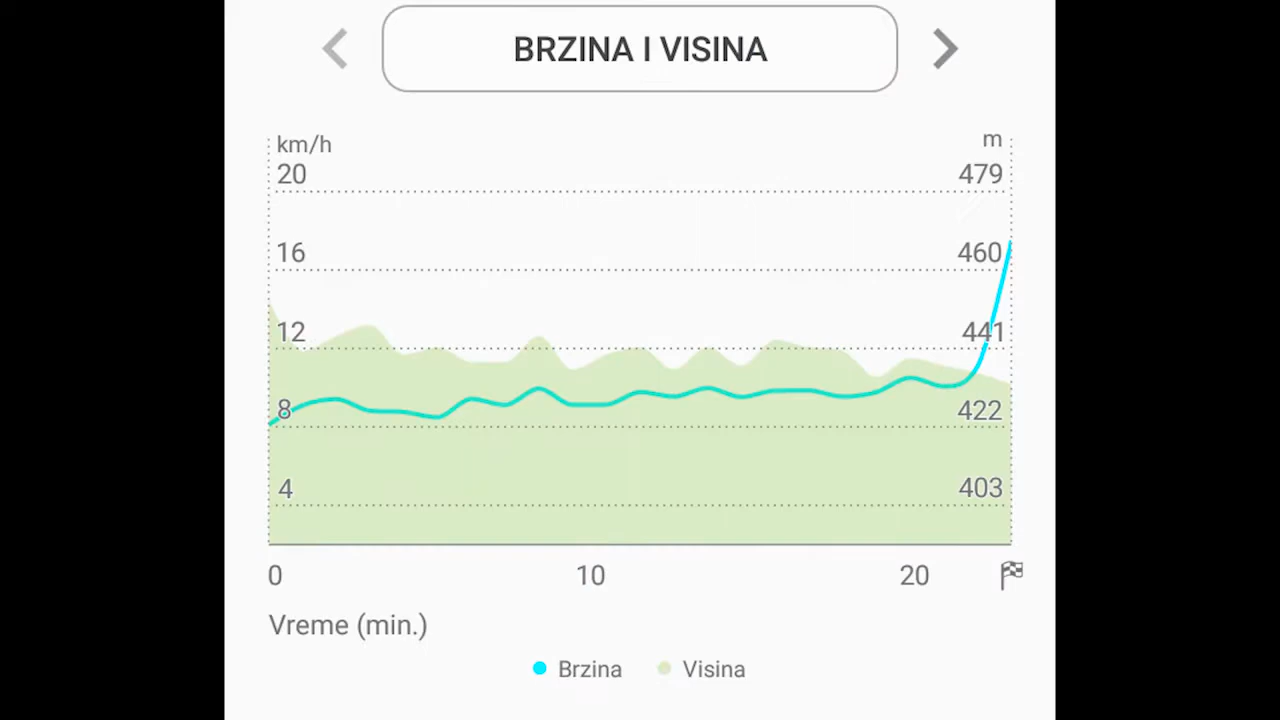 BRZINA I VISINA
km/h m
20 479
16 460
12 441
8 422
4 403
0 10 20
Vreme (min.)
Brzina Visina